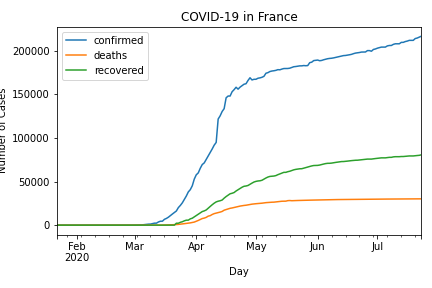 COVID-19 in France
confirmed
deaths
recovered
200000
150000
100000
50000
0
Number of Cases
Feb
2020
Mar
Apr
May
Jun
Jul
Day